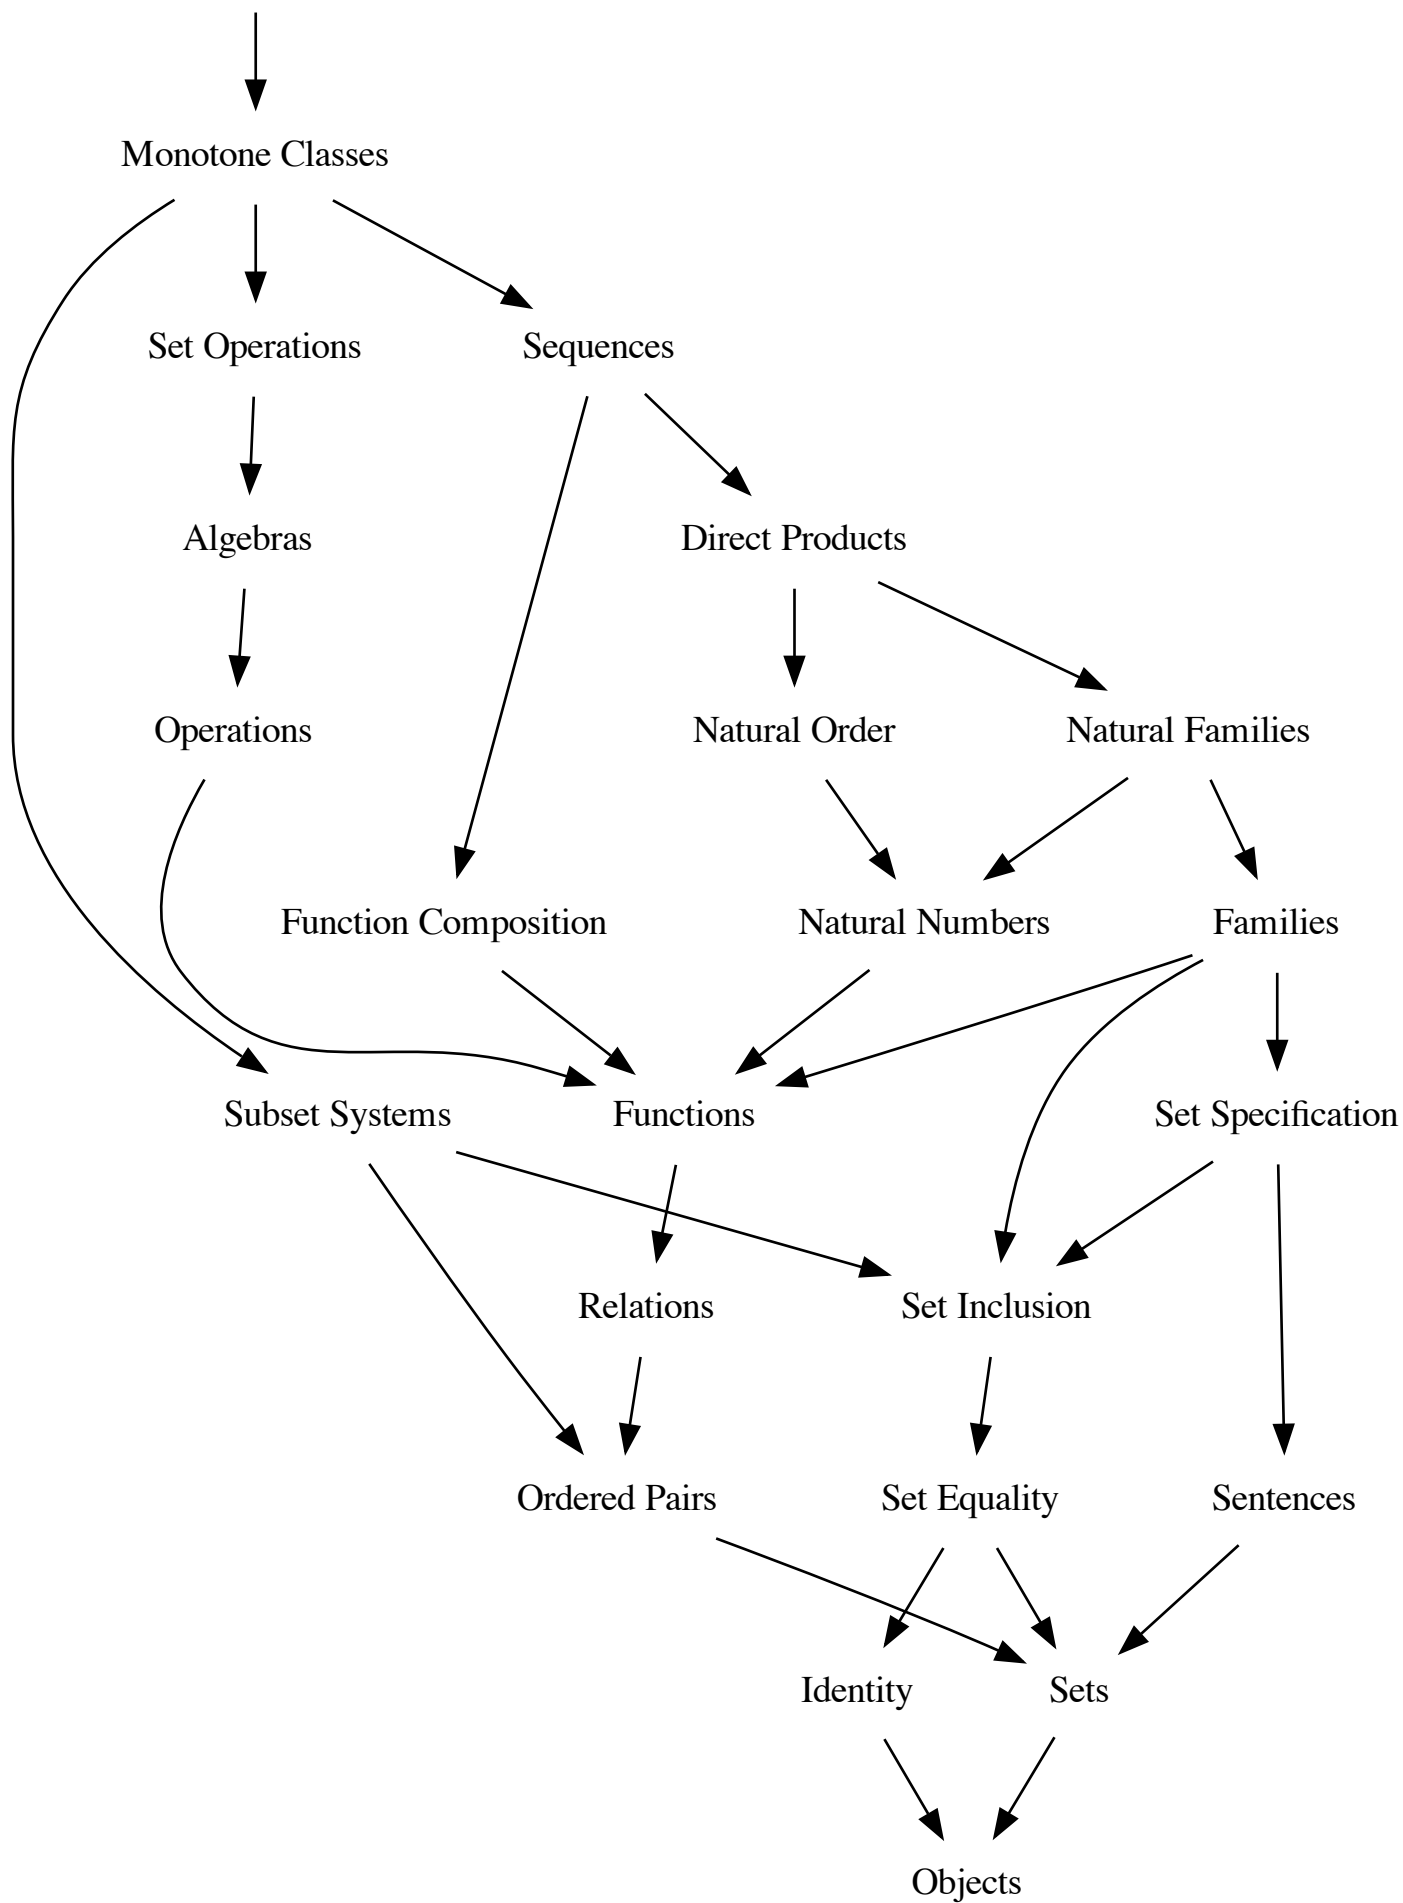 Monotone Classes
Set Operations
Sequences
Algebras
Direct Products
Operations
Natural Order
Natural Families
Function Composition
Natural Numbers
Families
Subset Systems
Functions
Set Specification
Relations
Set Inclusion
Ordered Pairs
Set Equality
Sentences
Identity
Sets
Objects